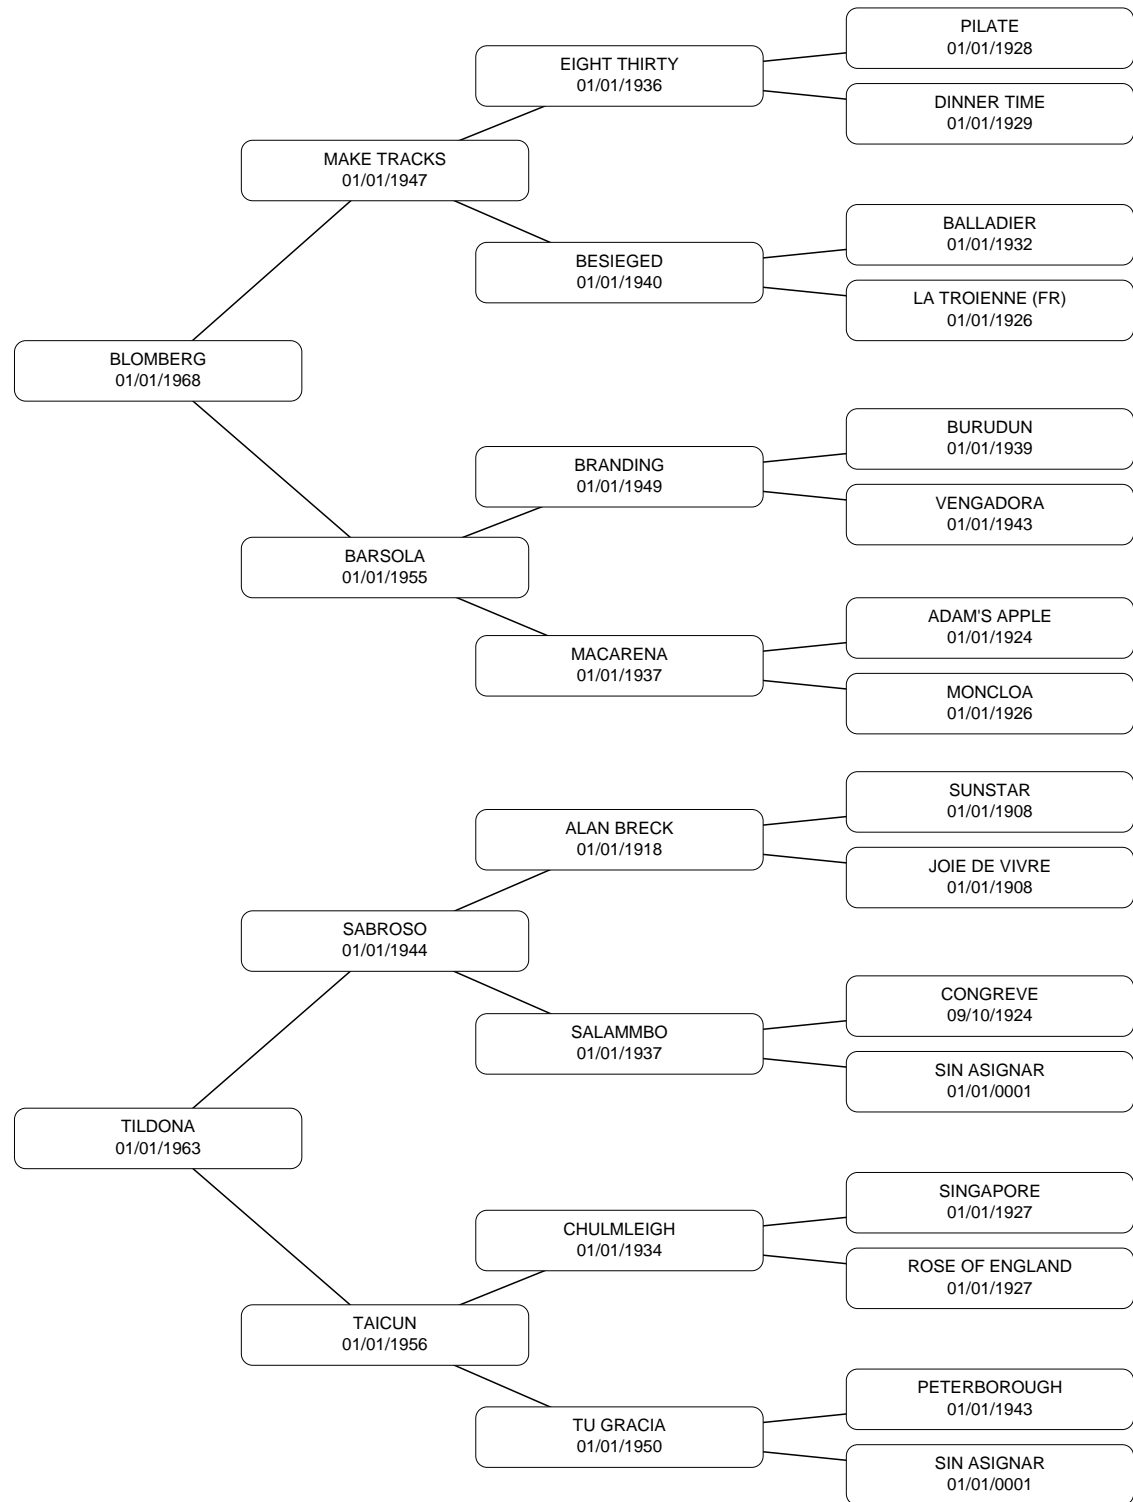 PILATE
01/01/1928
EIGHT THIRTY
01/01/1936
DINNER TIME
01/01/1929
MAKE TRACKS
01/01/1947
BALLADIER
01/01/1932
BESIEGED
01/01/1940
LA TROIENNE (FR)
01/01/1926
BLOMBERG
01/01/1968
BURUDUN
01/01/1939
BRANDING
01/01/1949
VENGADORA
01/01/1943
BARSOLA
01/01/1955
ADAM'S APPLE
01/01/1924
MACARENA
01/01/1937
MONCLOA
01/01/1926
SUNSTAR
01/01/1908
ALAN BRECK
01/01/1918
JOIE DE VIVRE
01/01/1908
SABROSO
01/01/1944
CONGREVE
09/10/1924
SALAMMBO
01/01/1937
SIN ASIGNAR
01/01/0001
TILDONA
01/01/1963
SINGAPORE
01/01/1927
CHULMLEIGH
01/01/1934
ROSE OF ENGLAND
01/01/1927
TAICUN
01/01/1956
PETERBOROUGH
01/01/1943
TU GRACIA
01/01/1950
SIN ASIGNAR
01/01/0001